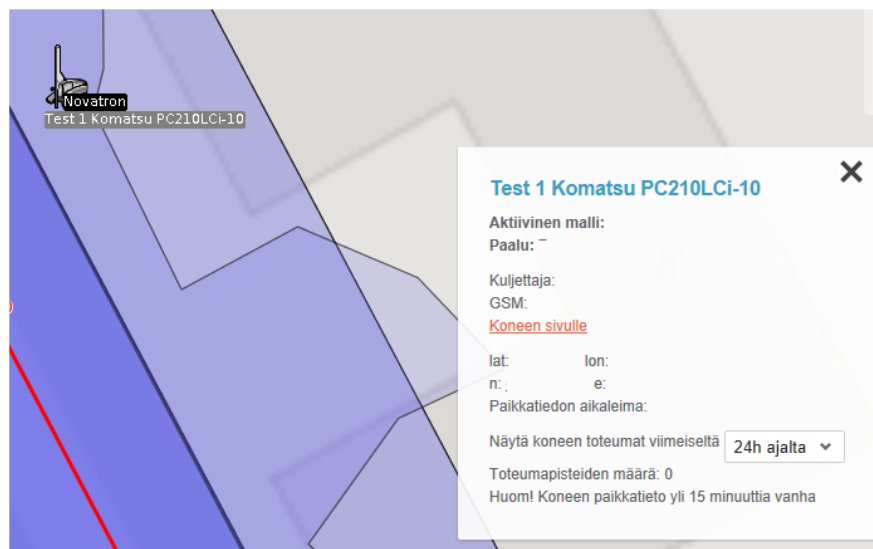 Novatron
Test 1 Komatsu PC210LCi-10
Test 1 Komatsu PC210LCi-10
Aktiivinen malli:
Paalu: –
Kuljettaja:
GSM:
Koneen sivulle
lat: lon:
n: e:
Paikkatiedon aikaleima:
Näytä koneen toteumat viimeiseltä 24h ajalta
Toteumapisteiden määrä: 0
Huom! Koneen paikkatieto yli 15 minuuttia vanha